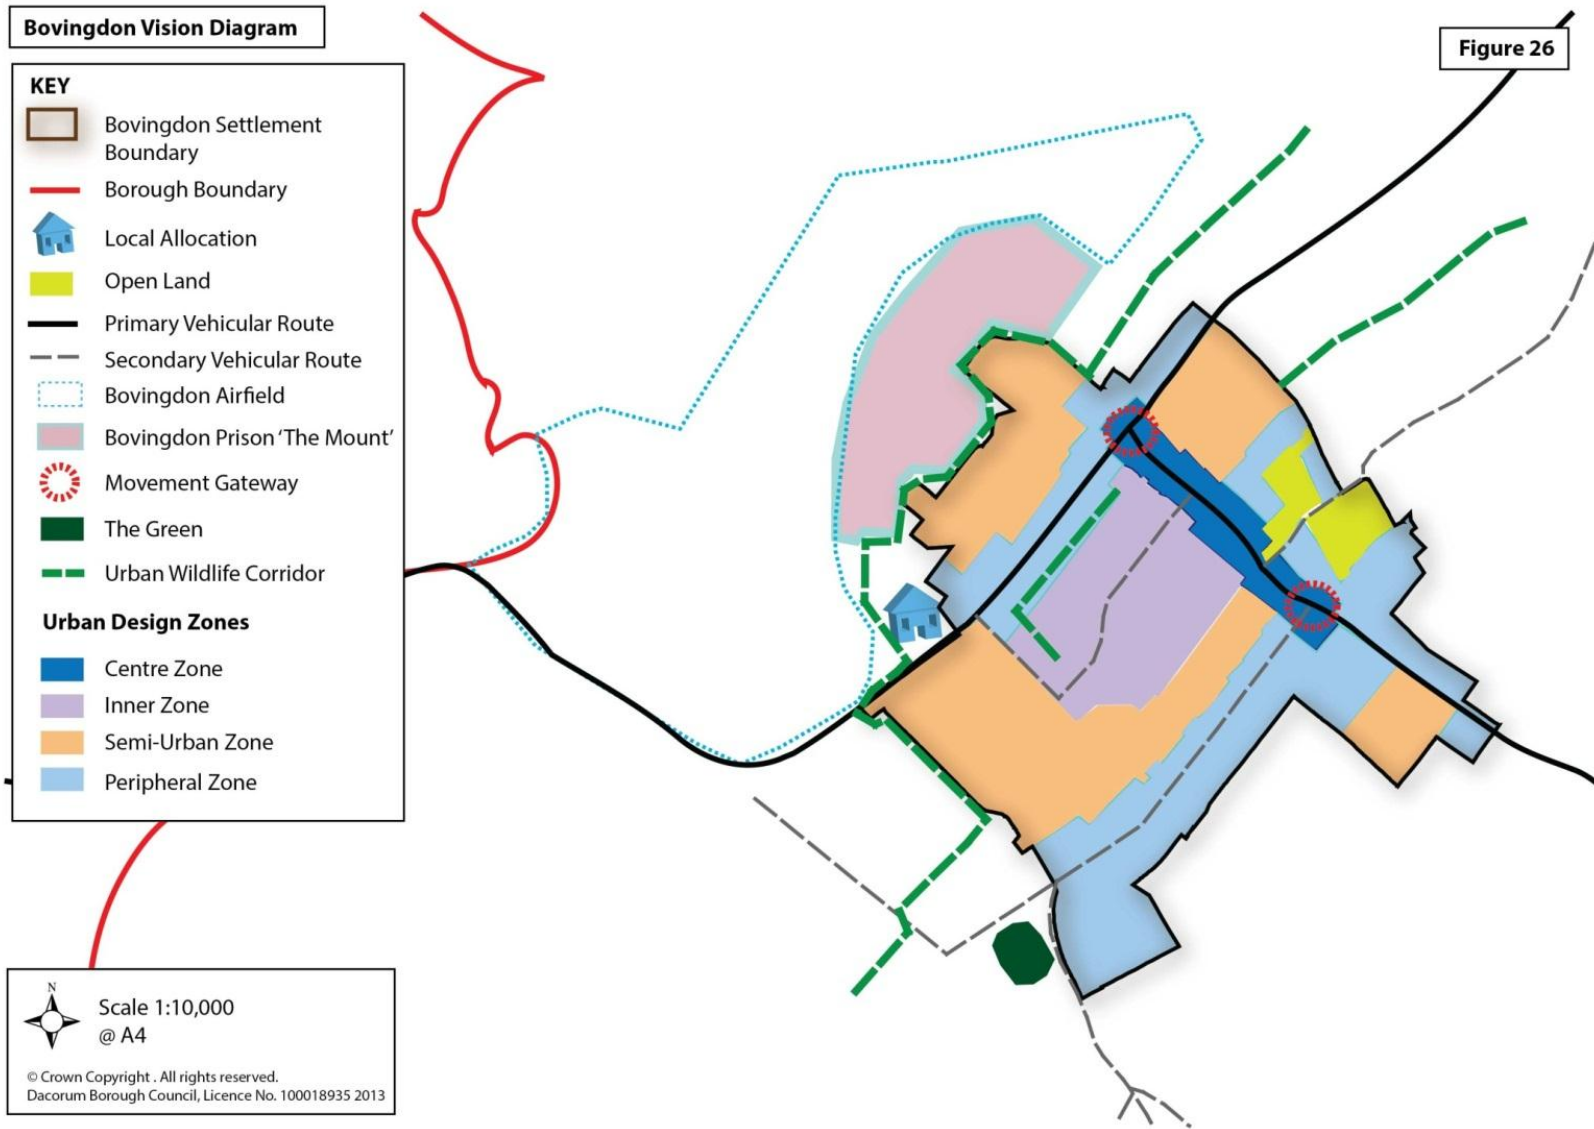 Bovingdon Vision Diagram
Figure 26
KEY
Bovingdon Settlement
Boundary
Borough Boundary
Local Allocation
Open Land
Primary Vehicular Route
Secondary Vehicular Route
Bovingdon Airfield
Bovingdon Prison ‘The Mount’
Movement Gateway
The Green
Urban Wildlife Corridor
Urban Design Zones
Centre Zone
Inner Zone
Semi-Urban Zone
Peripheral Zone
N
Scale 1:10,000
@ A4
© Crown Copyright . All rights reserved.
Dacorum Borough Council, Licence No. 100018935 2013